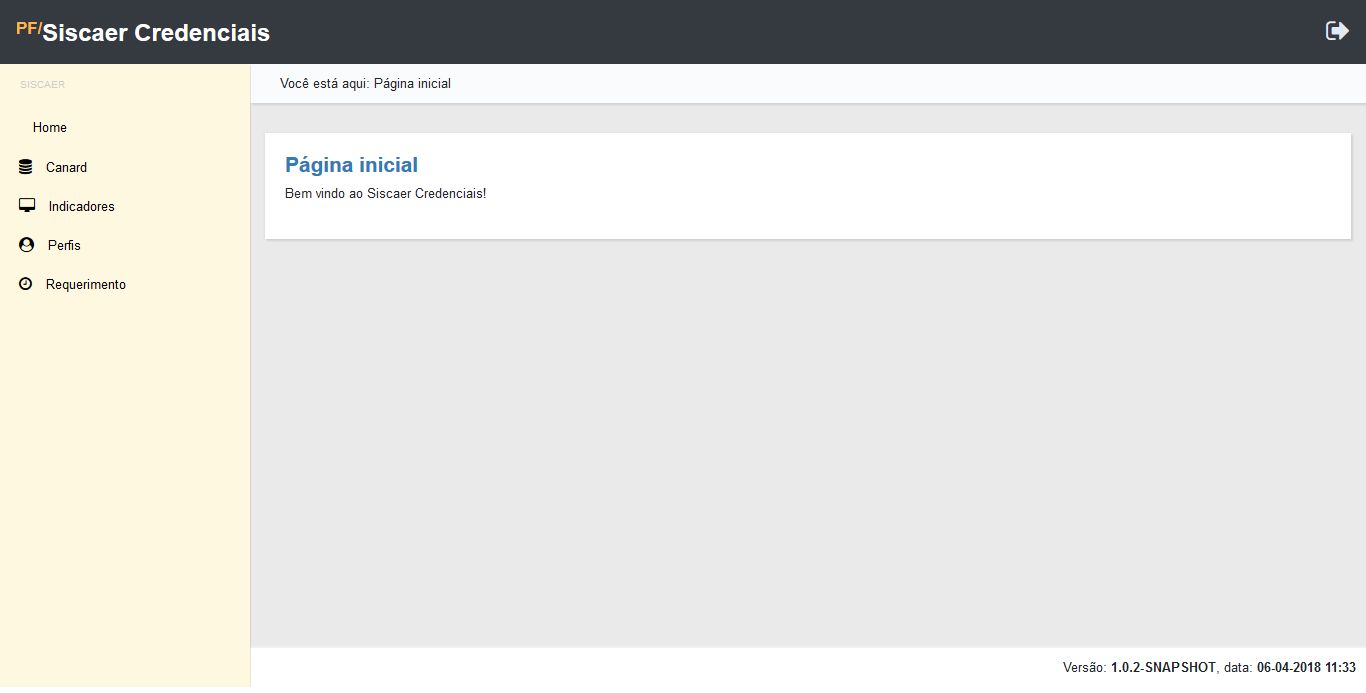 PF/Siscaer Credenciais
SISCAER
Você está aqui: Página inicial
Home
Canard
Indicadores
Perfis
Requerimento
Página inicial
Bem vindo ao Siscaer Credenciais!
Versão: 1.0.2-SNAPSHOT, data: 06-04-2018 11:33